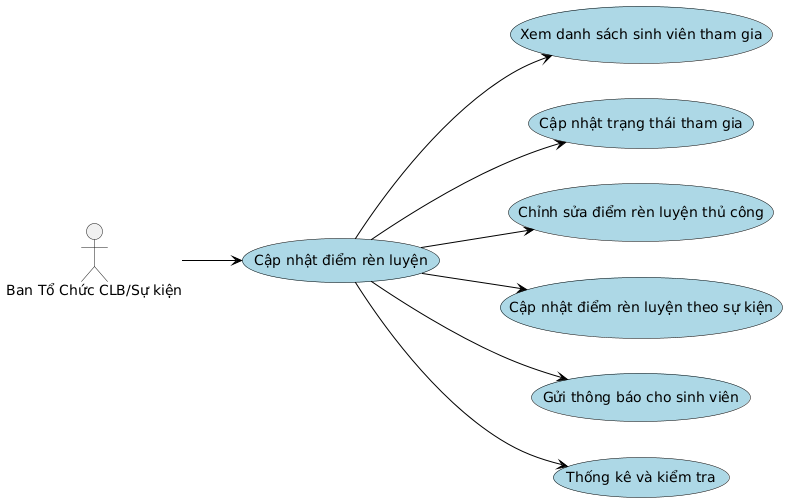 Xem danh sách sinh viên tham gia
Cập nhật trạng thái tham gia
Chỉnh sửa điểm rèn luyện thủ công
Cập nhật điểm rèn luyện
Ban Tổ Chức CLB/Sự kiện
Cập nhật điểm rèn luyện theo sự kiện
Gửi thông báo cho sinh viên
Thống kê và kiểm tra